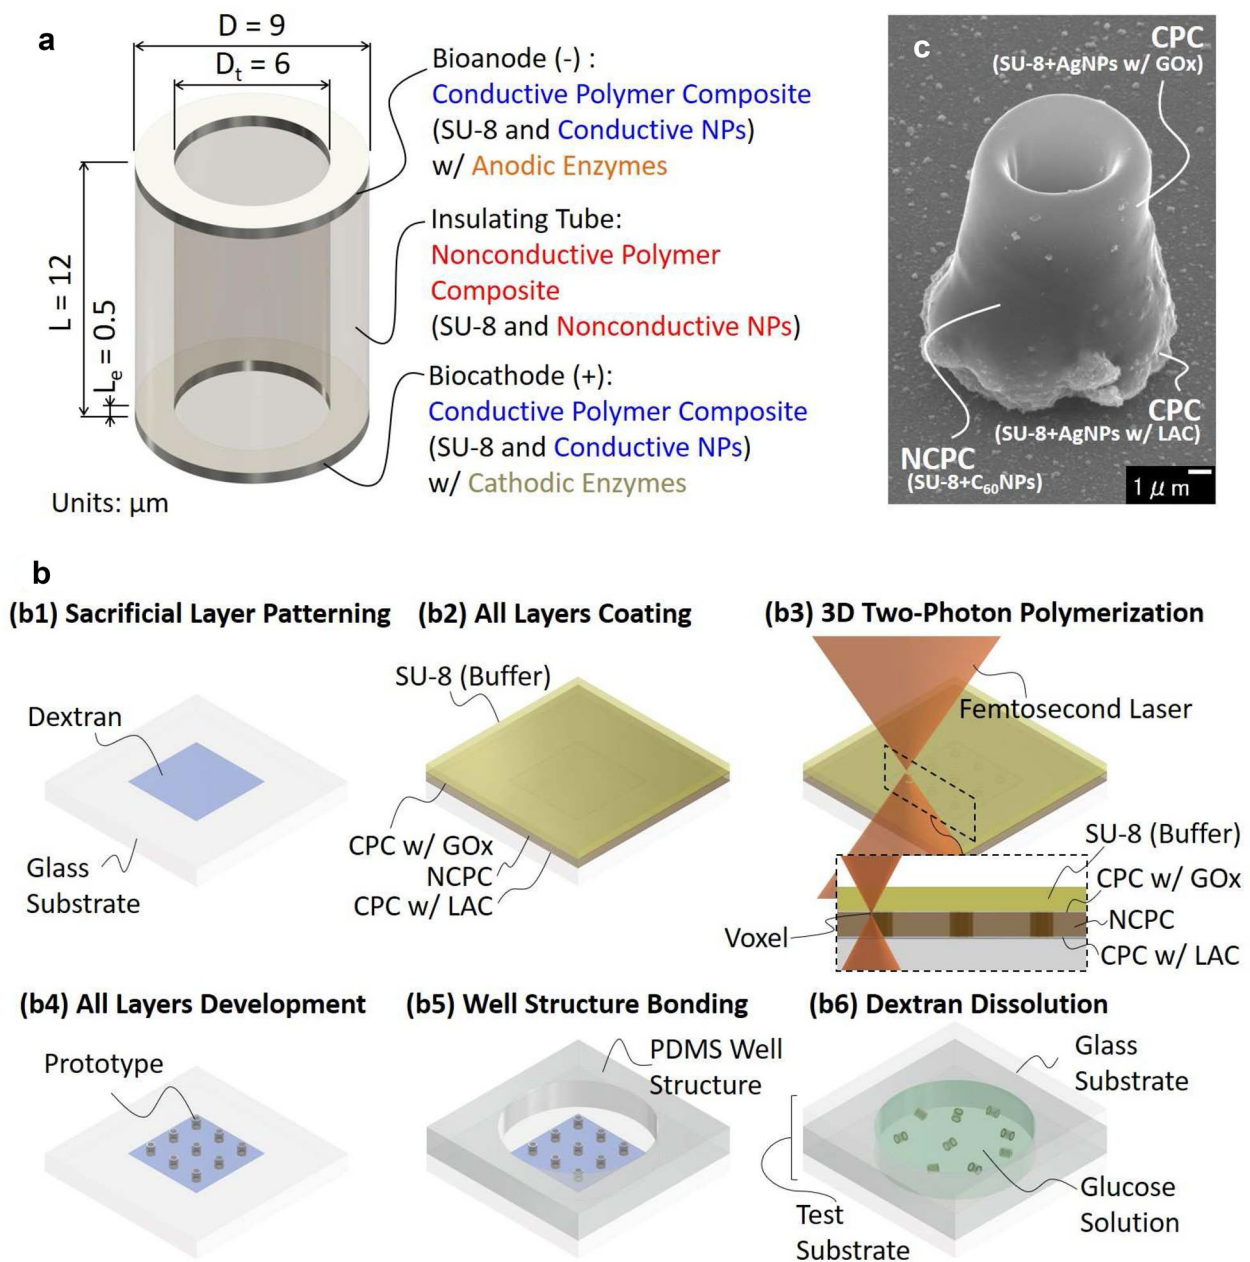 a
D = 9
Dt = 6
L = 12
Le = 0.5
Units: μm
Bioanode (-) :
Conductive Polymer Composite
(SU-8 and Conductive NPs)
w/ Anodic Enzymes
Insulating Tube:
Nonconductive Polymer
Composite
(SU-8 and Nonconductive NPs)
Biocathode (+):
Conductive Polymer Composite
(SU-8 and Conductive NPs)
w/ Cathodic Enzymes
c
CPC
(SU-8+AgNPs w/ GOx)
CPC
(SU-8+AgNPs w/ LAC)
NCPC
(SU-8+C60NPs)
1 μ m
b
(b1) Sacrificial Layer Patterning
Dextran
Glass
Substrate
(b2) All Layers Coating
SU-8 (Buffer)
CPC w/ GOx
NCPC
CPC w/ LAC
(b3) 3D Two-Photon Polymerization
Femtosecond Laser
SU-8 (Buffer)
CPC w/ GOx
NCPC
CPC w/ LAC
Voxel
(b4) All Layers Development
Prototype
(b5) Well Structure Bonding
PDMS Well
Structure
(b6) Dextran Dissolution
Glass
Substrate
Glucose
Solution
Test
Substrate